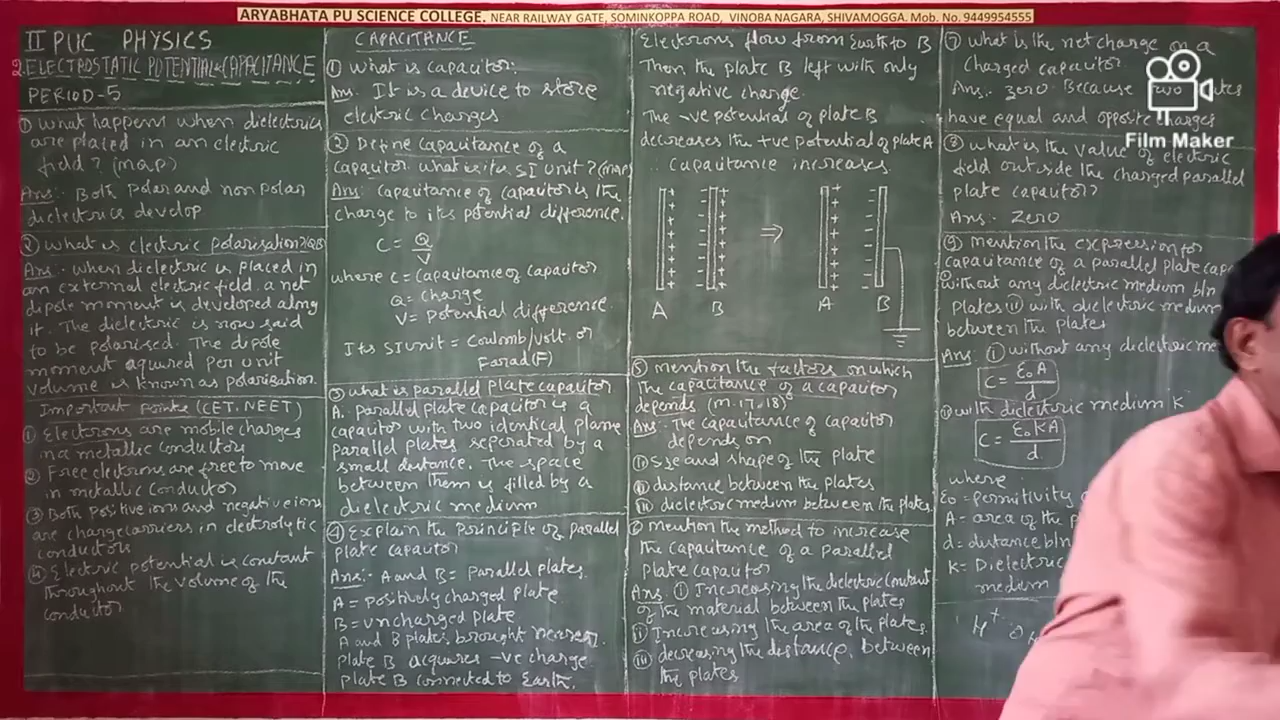 ARYABHATA PU SCIENCE COLLEGE. NEAR RAILWAY GATE, SOMINKOPPA ROAD, VINOBA NAGARA, SHIVAMOGGA. Mob. No. 9449954555
II PUC PHYSICS
2. ELECTROSTATIC POTENTIAL & CAPACITANCE
PERIOD-5
① What happens when dielectrics
are placed in an electric
field? (map)
Ans:- Both Polar and non polar
dielectrics develop
② What is electric polarisation?
Ans:- when dielectric is placed in
an external electric field. a net
dipole moment is developed along
it. The dielectric is now said
to be polarised. The dipole
moment aquired per unit
volume is known as polarisation.
Important Points (CET, NEET)
① Electrons are mobile charges
in a metallic conductors
② Free elctrons are free to move
in metallic conductor
③ Both positive ions and negative ions
are charge carriers in electrolytic
conductors
④ Electric potential is constant
throughout the volume of the
conductor
CAPACITANCE
① What is capacitor?
Ans: It is a device to store
electric charges
② Define capacitance of a
capacitor what is its SI unit? (map)
Ans: Capacitance of capacitor is the
charge to its potential difference.
C = Q/V
where C = Capacitance of Capacitor
Q = charge
V = Potential difference
Its SI Unit = Coulomb/Volt. or
Farad (F)
③ what is parallel plate capacitor
A. Parallel plate capacitor is a
capacitor with two identical plane
parallel plates seperated by a
small distance. The space
between them is filled by a
dielectric medium
④ Explain the Principle of parallel
plate capacitor
Ans:- A and B = Parallel plates.
A = positively charged plate
B = uncharged plate
A and B plates brought nearer,
plate B acquires -ve charge
plate B connected to Earth.
Electrons flow from Earth to B
Then the plate B left with only
negative charge.
The -ve potential of plate B
decreases the +ve potential of plate A
∴ Capacitance increases
A B ⇒ A B
⑤ mention the factors on which
the capacitance of a capacitor
depends (M-17,18)
Ans:- The capacitance of capacitor
depends on
i) size and shape of the plate
ii) distance between the plates
iii) dielectric medium between the plates.
⑥ mention the method to increase
the capacitance of a parallel
plate capacitor
Ans: i) Increasing the dielectric constant
of the material between the plates
ii) Increasing the area of the plates.
iii) decreasing the distance, between
the plates
⑦ what is the net charge on a
charged capacitor
Ans:- zero. Because two
have equal and opposite charges
⑧ what is the value of electric
field outside the charged parallel
plate capacitor?
Ans:- Zero
⑨ mention the expression for
capacitance of a parallel plate
i) without any dielectric medium b/n
Plates ii) with dielectric medium
between the plates
Ans: i) without any dielectric
C = ε₀A/d
ii) with dielectric medium K
C = ε₀KA/d
where
ε₀ = permitivity
A = area of the
d = distance b/n
K = Dielectric
medium
H⁺
Film Maker